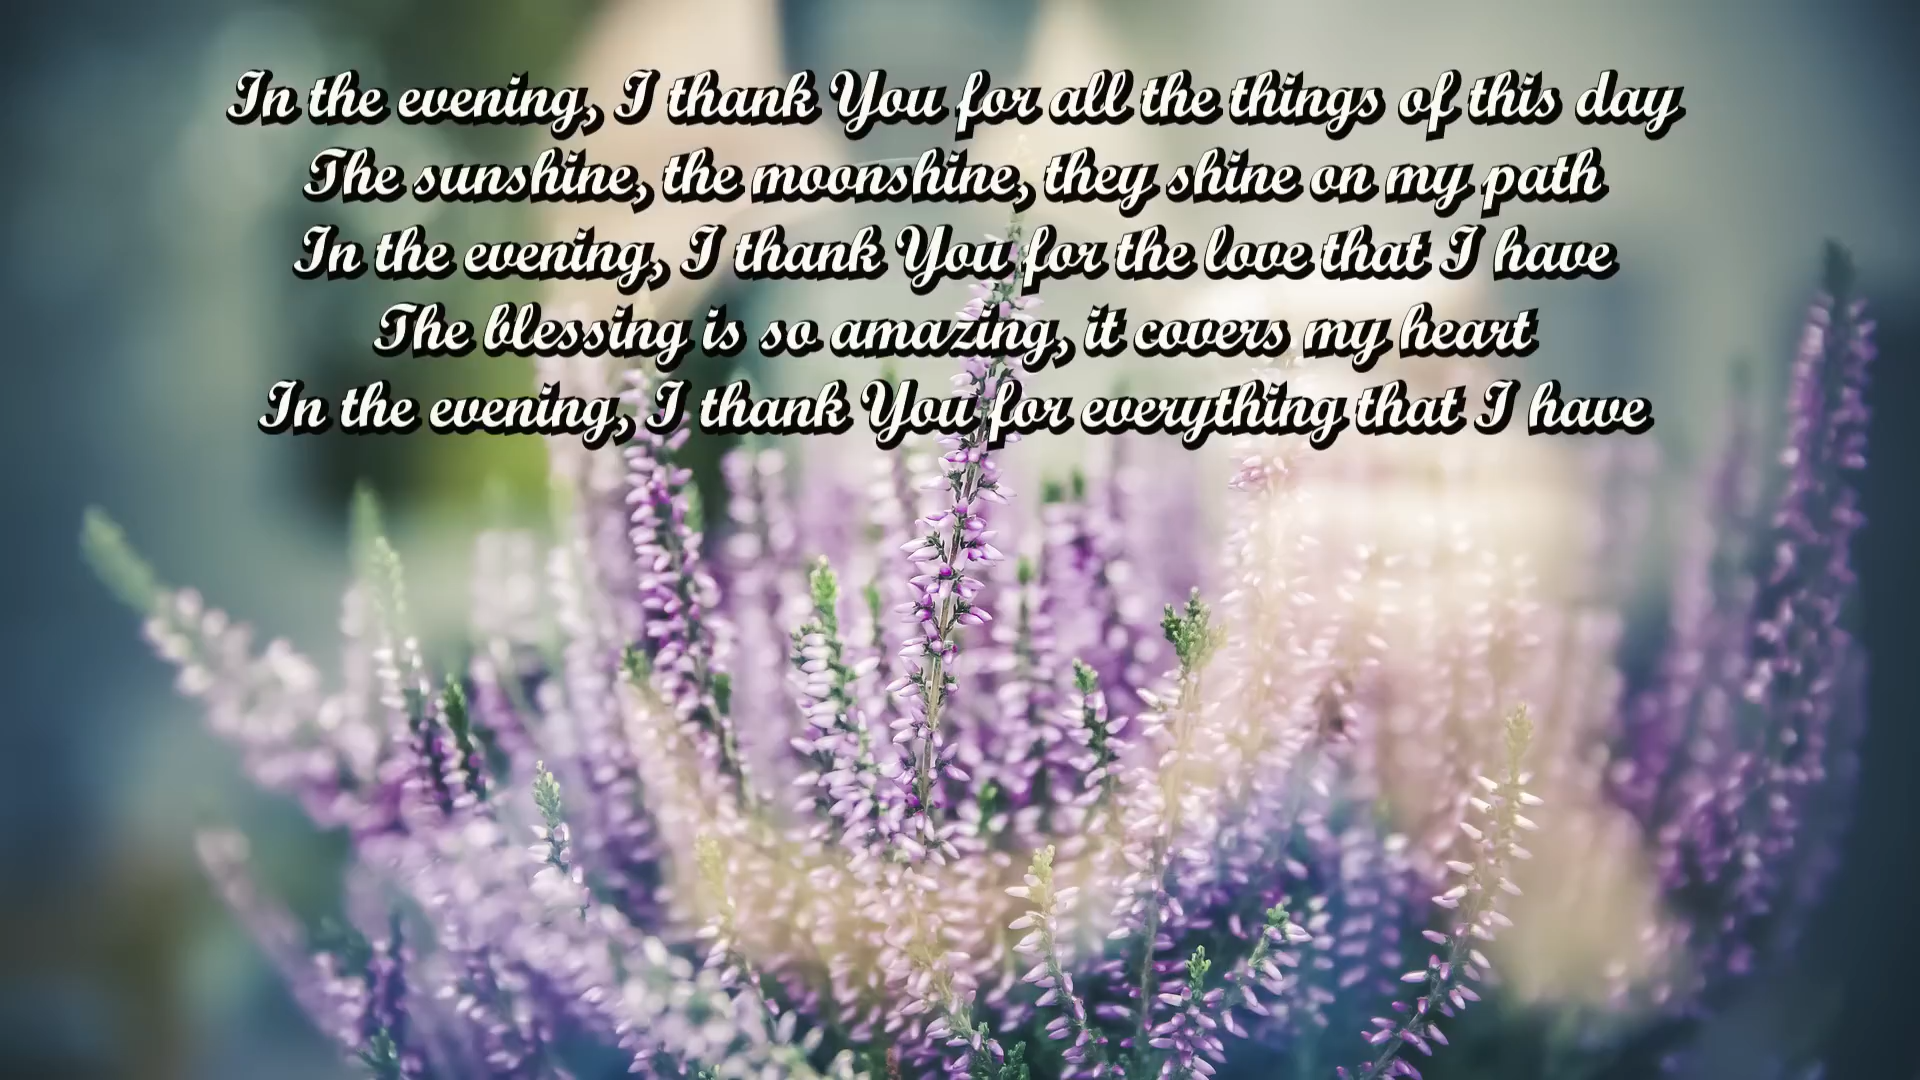 In the evening, I thank You for all the things of this day
The sunshine, the moonshine, they shine on my path
In the evening, I thank You for the love that I have
The blessing is so amazing, it covers my heart
In the evening, I thank You for everything that I have